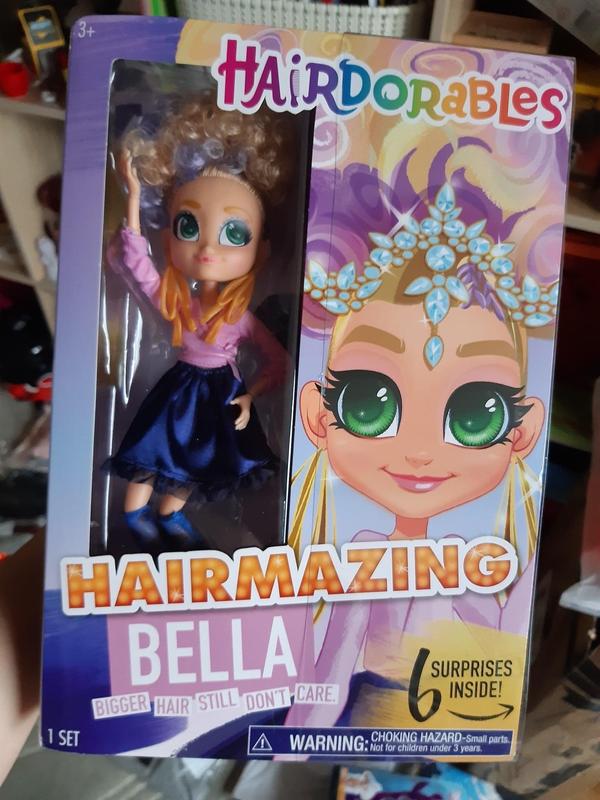 3+
HAIRDORABLES
HAIRMAZING
BELLA
BIGGER HAIR STILL DON'T CARE.
6 SURPRISES
INSIDE!
1 SET
WARNING: CHOKING HAZARD-Small parts.
Not for children under 3 years.